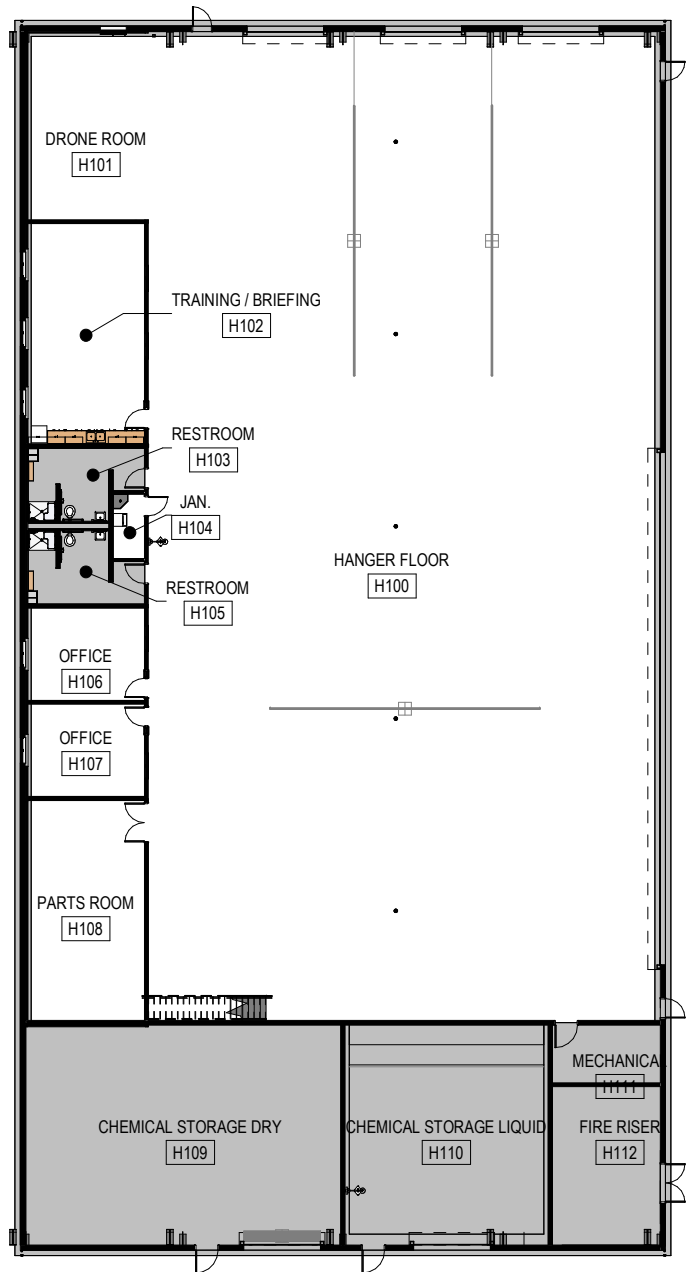 DRONE ROOM
H101
TRAINING / BRIEFING
H102
RESTROOM
H103
JAN.
H104
HANGER FLOOR
H100
RESTROOM
H105
OFFICE
H106
OFFICE
H107
PARTS ROOM
H108
MECHANICAL
H111
CHEMICAL STORAGE DRY
H109
CHEMICAL STORAGE LIQUID
H110
FIRE RISER
H112